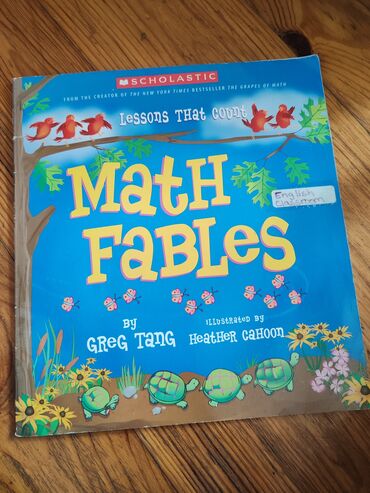 SCHOLASTIC
FROM THE CREATOR OF THE NEW YORK TIMES BESTSELLER THE GRAPES OF MATH
Lessons That Count
Math
Fables
English
classroom
BY
Greg Tang
ILLUSTRATED BY
Heather Cahoon